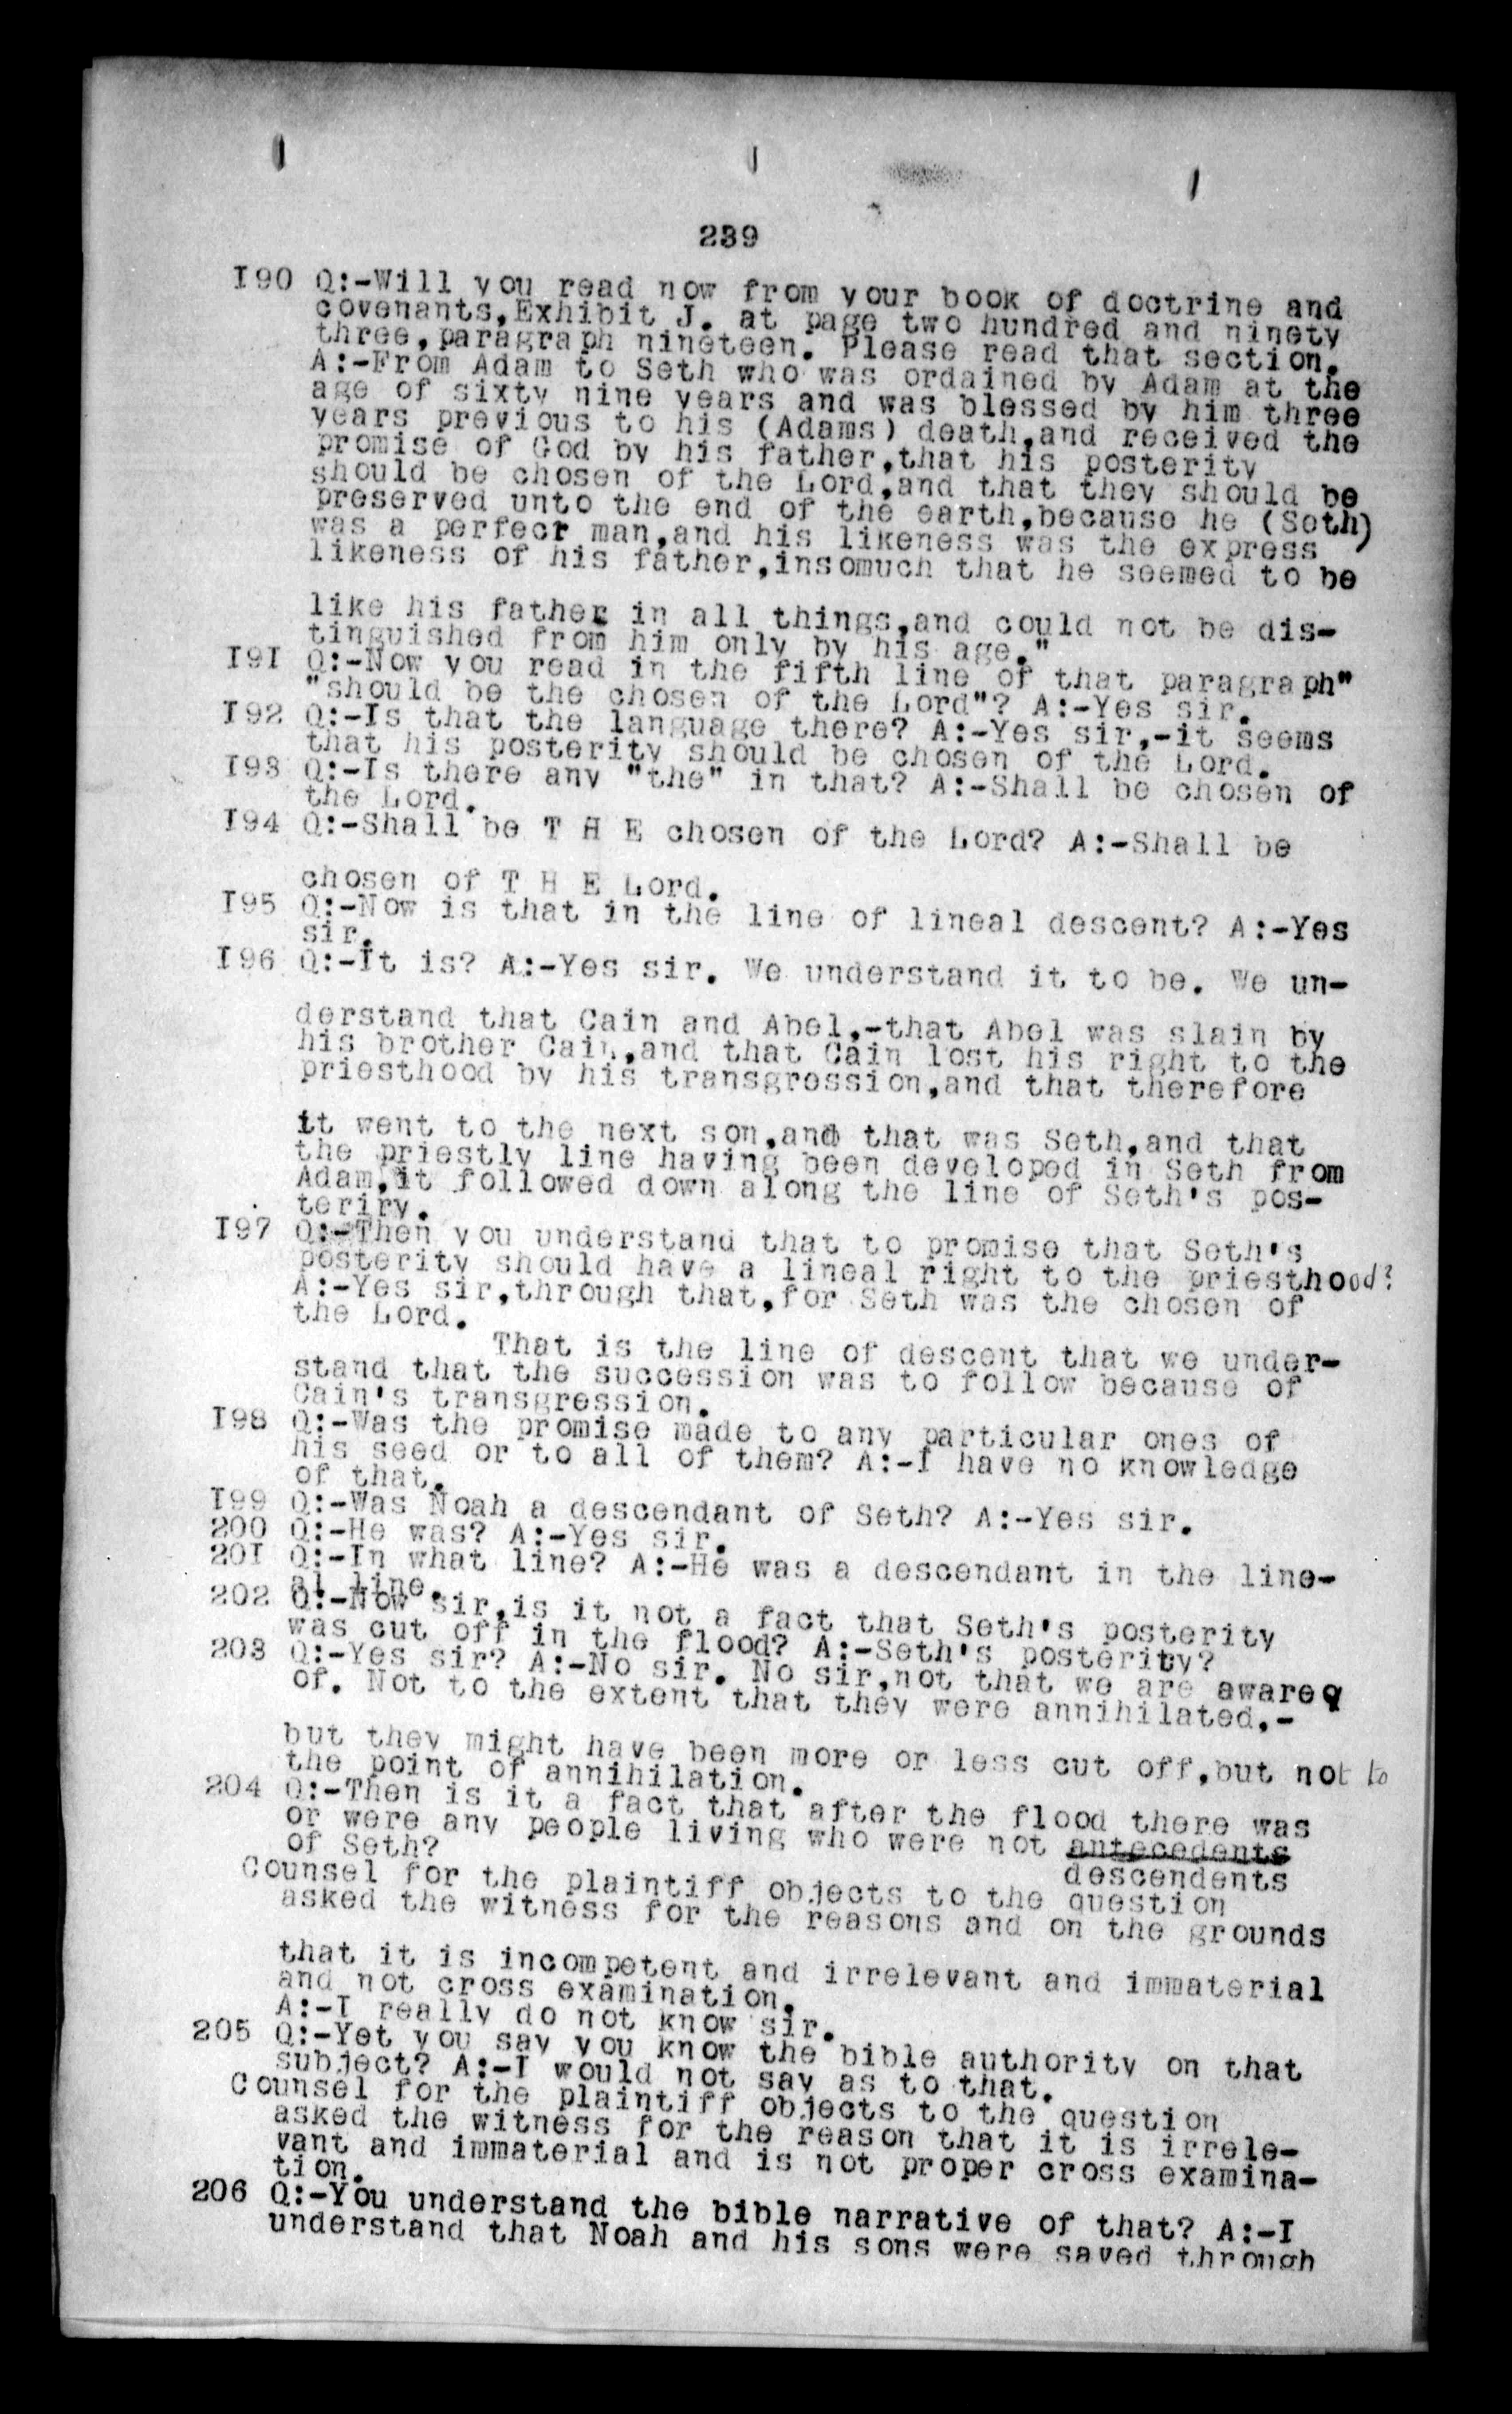 239
I90 Q:-Will you read now from your book of doctrine and
covenants,Exhibit J. at page two hundred and ninety
three,paragraph nineteen. Please read that section.
A:-From Adam to Seth who was ordained by Adam at the
age of sixty nine years and was blessed by him three
years previous to his (Adams) death,and received the
promise of God by his father,that his posterity
should be chosen of the Lord,and that they should be
preserved unto the end of the earth,because he (Seth)
was a perfecr man,and his likeness was the express
likeness of his father,insomuch that he seemed to be
like his father in all things,and could not be dis-
tinguished from him only by his age."
I9I Q:-Now you read in the fifth line of that paragraph"
"should be the chosen of the Lord"? A:-Yes sir.
I92 Q:-Is that the language there? A:-Yes sir,-it seems
that his posterity should be chosen of the Lord.
I93 Q:-Is there any "the" in that? A:-Shall be chosen of
the Lord.
I94 Q:-Shall be T H E chosen of the Lord? A:-Shall be
chosen of T H E Lord.
I95 Q:-Now is that in the line of lineal descent? A:-Yes
sir.
I96 Q:-It is? A:-Yes sir. We understand it to be. We un-
derstand that Cain and Abel,-that Abel was slain by
his brother Cain,and that Cain lost his right to the
priesthood by his transgression,and that therefore
it went to the next son,and that was Seth,and that
the priestly line having been developed in Seth from
Adam,it followed down along the line of Seth's pos-
teriry.
I97 Q:-Then you understand that to promise that Seth's
posterity should have a lineal right to the priesthood?
A:-Yes sir,through that,for Seth was the chosen of
the Lord.
That is the line of descent that we under-
stand that the succession was to follow because of
Cain's transgression.
I98 Q:-Was the promise made to any particular ones of
his seed or to all of them? A:-I have no knowledge
of that.
I99 Q:-Was Noah a descendant of Seth? A:-Yes sir.
200 Q:-He was? A:-Yes sir.
20I Q:-In what line? A:-He was a descendant in the line-
al line.
202 Q:-Now sir,is it not a fact that Seth's posterity
was cut off in the flood? A:-Seth's posterity?
203 Q:-Yes sir? A:-No sir. No sir,not that we are aware
of. Not to the extent that they were annihilated,-
but they might have been more or less cut off,but not to
the point of annihilation.
204 Q:-Then is it a fact that after the flood there was
or were any people living who were not antecedents
of Seth?
descendents
Counsel for the plaintiff objects to the question
asked the witness for the reasons and on the grounds
that it is incompetent and irrelevant and immaterial
and not cross examination.
A:-I really do not know sir.
205 Q:-Yet you say you know the bible authority on that
subject? A:-I would not say as to that.
Counsel for the plaintiff objects to the question
asked the witness for the reason that it is irrele-
vant and immaterial and is not proper cross examina-
tion.
206 Q:-You understand the bible narrative of that? A:-I
understand that Noah and his sons were saved through